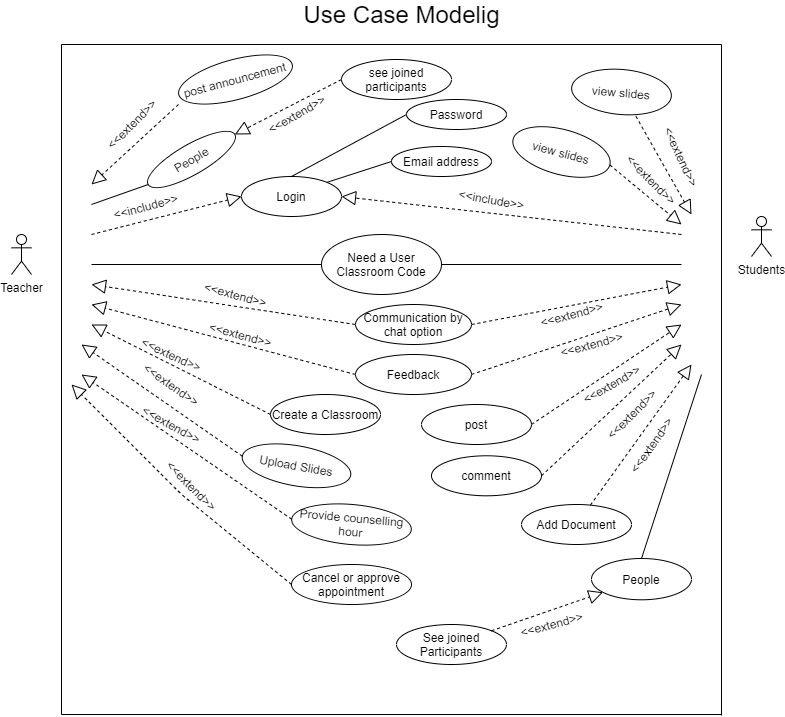 Use Case Modelig
post announcement
see joined
participants
view slides
<<extend>>
<<extend>>
Password
<<extend>>
People
Email address
view slides
<<extend>>
<<include>>
Login
<<include>>
Need a User
Classroom Code
Teacher
Students
<<extend>>
Communication by
chat option
<<extend>>
<<extend>>
<<extend>>
<<extend>>
Feedback
<<extend>>
<<extend>>
Create a Classroom
<<extend>>
post
<<extend>>
<<extend>>
Upload Slides
comment
<<extend>>
Provide counselling
hour
Add Document
Cancel or approve
appointment
People
<<extend>>
See joined
Participants